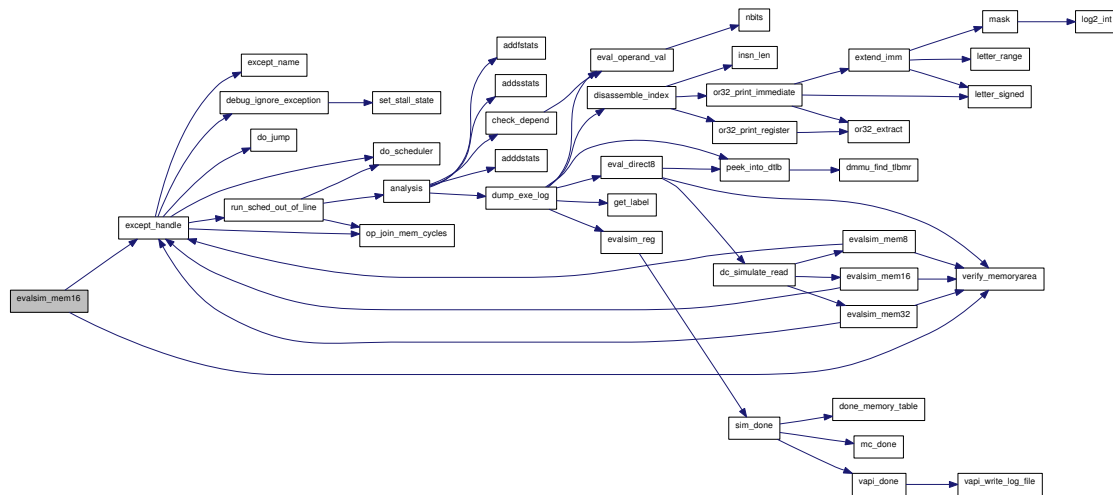 mask
log2_int
nbits
addfstats
eval_operand_val
insn_len
extend_imm
letter_range
except_name
addsstats
disassemble_index
or32_print_immediate
letter_signed
debug_ignore_exception
set_stall_state
check_depend
or32_print_register
or32_extract
do_jump
do_scheduler
adddstats
eval_direct8
peek_into_dtlb
dmmu_find_tlbmr
analysis
dump_exe_log
get_label
run_sched_out_of_line
except_handle
op_join_mem_cycles
evalsim_reg
evalsim_mem8
dc_simulate_read
evalsim_mem16
verify_memoryarea
evalsim_mem16
evalsim_mem32
done_memory_table
sim_done
mc_done
vapi_done
vapi_write_log_file